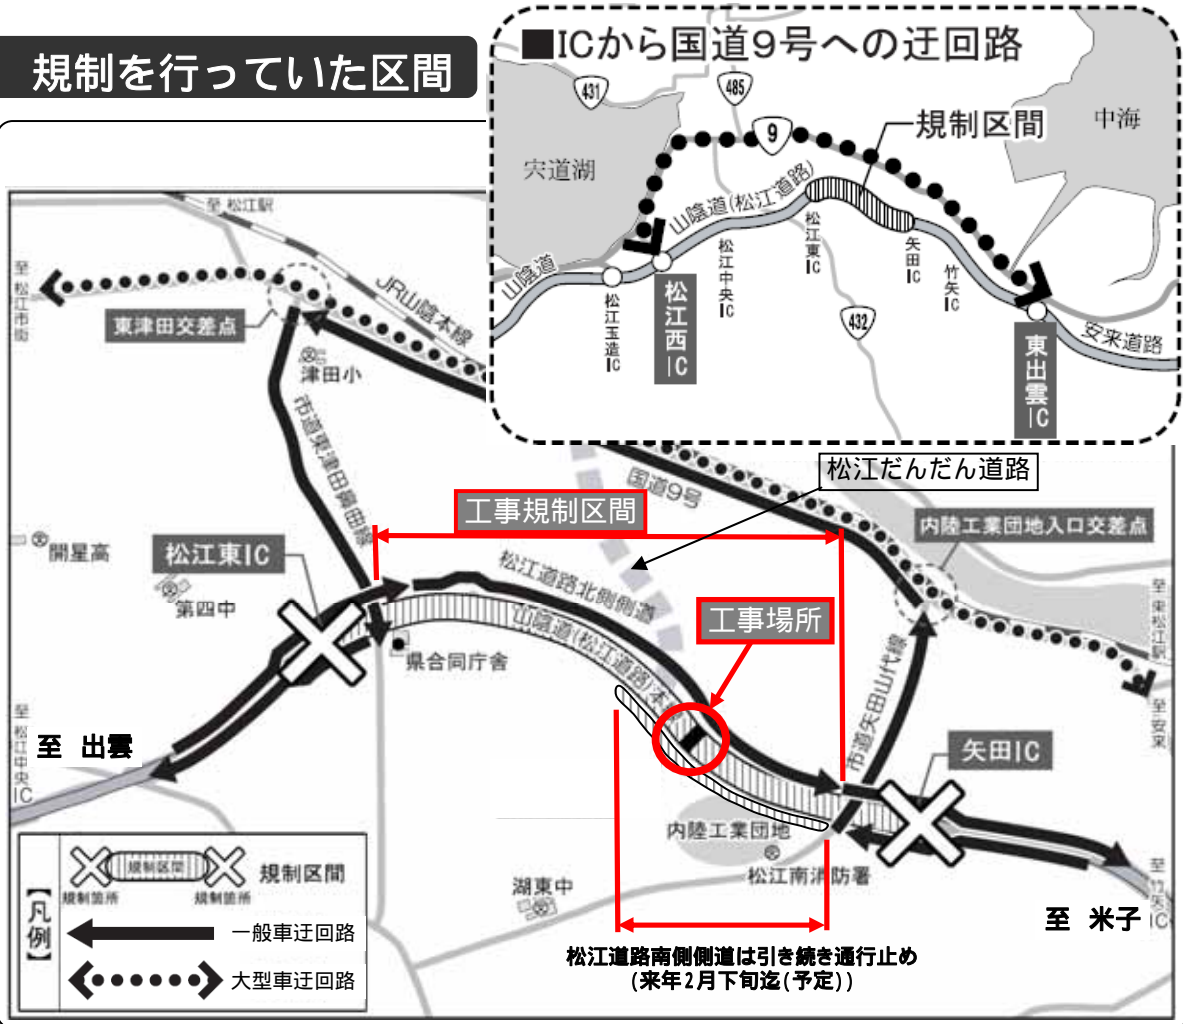 規制を行っていた区間
■ICから国道9号への迂回路
431
485
9
規制区間
中海
宍道湖
山陰道(松江道路)
山陰道
松江玉造IC
松江西IC
松江中央IC
松江東IC
矢田IC
竹矢IC
432
東出雲IC
安来道路
至 松江駅
至 松江市街
JR山陰本線
東津田交差点
津田小
市道東津田鼻曲線
国道9号
松江だんだん道路
工事規制区間
内陸工業団地入口交差点
開星高
松江東IC
第四中
松江道路北側側道
山陰道(松江道路)本線
工事場所
県合同庁舎
至 東松江駅
至 安来
市道矢田山代線
至 松江中央IC
至 出雲
矢田IC
内陸工業団地
松江南消防署
湖東中
至 竹矢IC
至 米子
松江道路南側側道は引き続き通行止め
(来年2月下旬迄(予定))
【凡例】
規制区間
規制箇所
規制箇所
規制区間
一般車迂回路
大型車迂回路